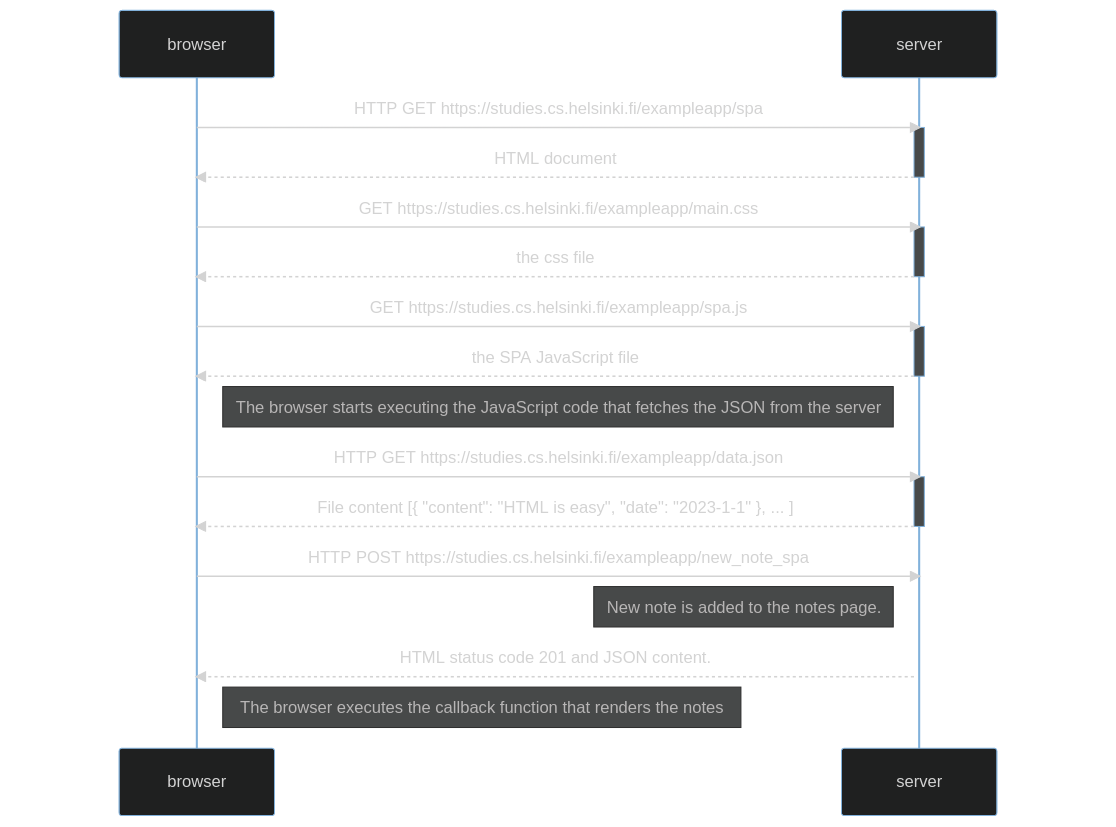 browser
server
HTTP GET https://studies.cs.helsinki.fi/exampleapp/spa
HTML document
GET https://studies.cs.helsinki.fi/exampleapp/main.css
the css file
GET https://studies.cs.helsinki.fi/exampleapp/spa.js
the SPA JavaScript file
The browser starts executing the JavaScript code that fetches the JSON from the server
HTTP GET https://studies.cs.helsinki.fi/exampleapp/data.json
File content [{ "content": "HTML is easy", "date": "2023-1-1" }, ... ]
HTTP POST https://studies.cs.helsinki.fi/exampleapp/new_note_spa
New note is added to the notes page.
HTML status code 201 and JSON content.
The browser executes the callback function that renders the notes
browser
server